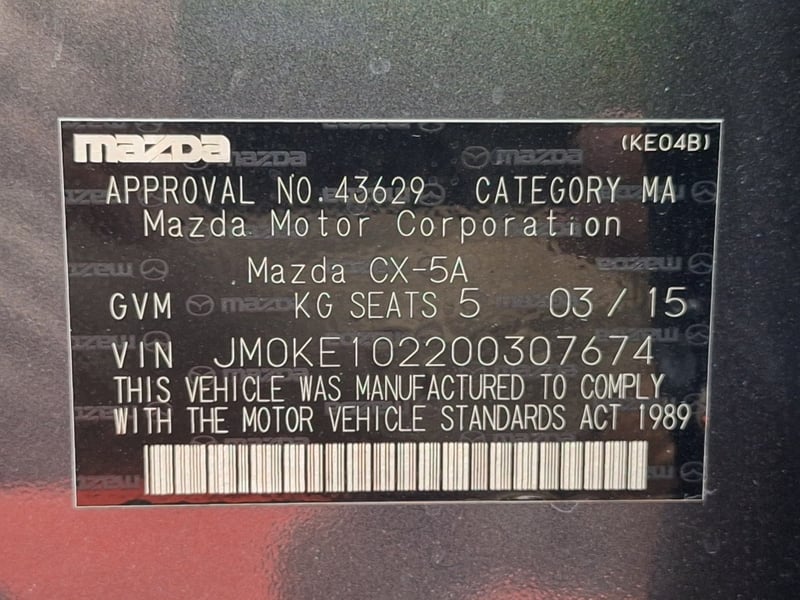 mazda (KE04B)
APPROVAL NO.43629 CATEGORY MA
Mazda Motor Corporation
Mazda CX-5A
GVM KG SEATS 5 03/15
VIN JM0KE102200307674
THIS VEHICLE WAS MANUFACTURED TO COMPLY
WITH THE MOTOR VEHICLE STANDARDS ACT 1989